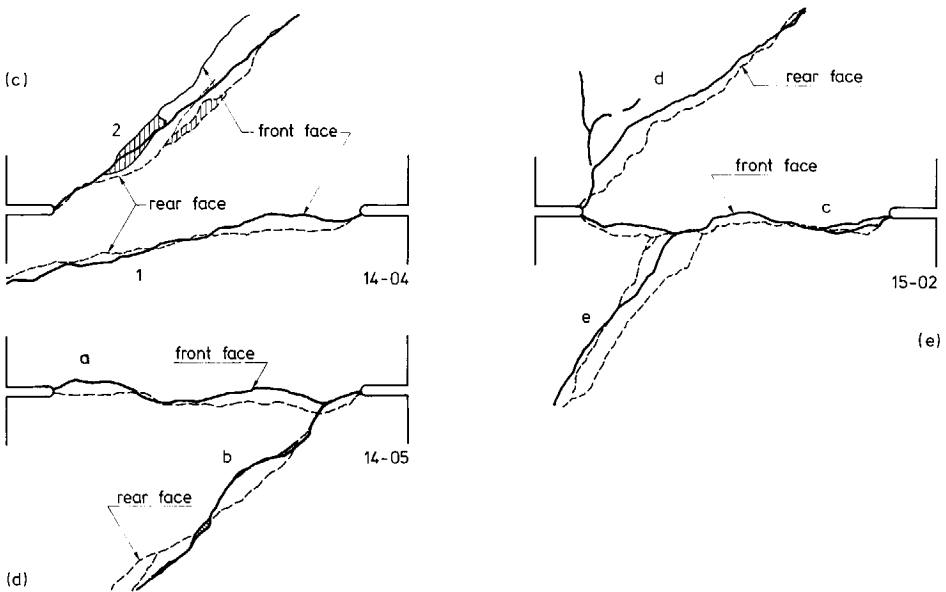 (c)
2
front face
rear face
1
14-04
a
front face
b
14-05
rear face
(d)
d
rear face
front face
c
15-02
e
(e)